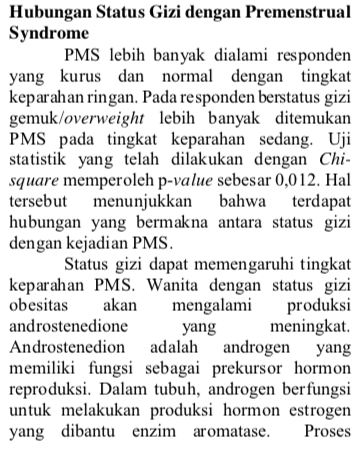 Hubungan Status Gizi dengan Premenstrual
Syndrome
PMS lebih banyak dialami responden
yang kurus dan normal dengan tingkat
keparahan ringan. Pada responden berstatus gizi
gemuk/overweight lebih banyak ditemukan
PMS pada tingkat keparahan sedang. Uji
statistik yang telah dilakukan dengan Chi-
square memperoleh p-value sebesar 0,012. Hal
tersebut menunjukkan bahwa terdapat
hubungan yang bermakna antara status gizi
dengan kejadian PMS.
Status gizi dapat memengaruhi tingkat
keparahan PMS. Wanita dengan status gizi
obesitas akan mengalami produksi
androstenedione yang meningkat.
Androstenedion adalah androgen yang
memiliki fungsi sebagai prekursor hormon
reproduksi. Dalam tubuh, androgen berfungsi
untuk melakukan produksi hormon estrogen
yang dibantu enzim aromatase. Proses